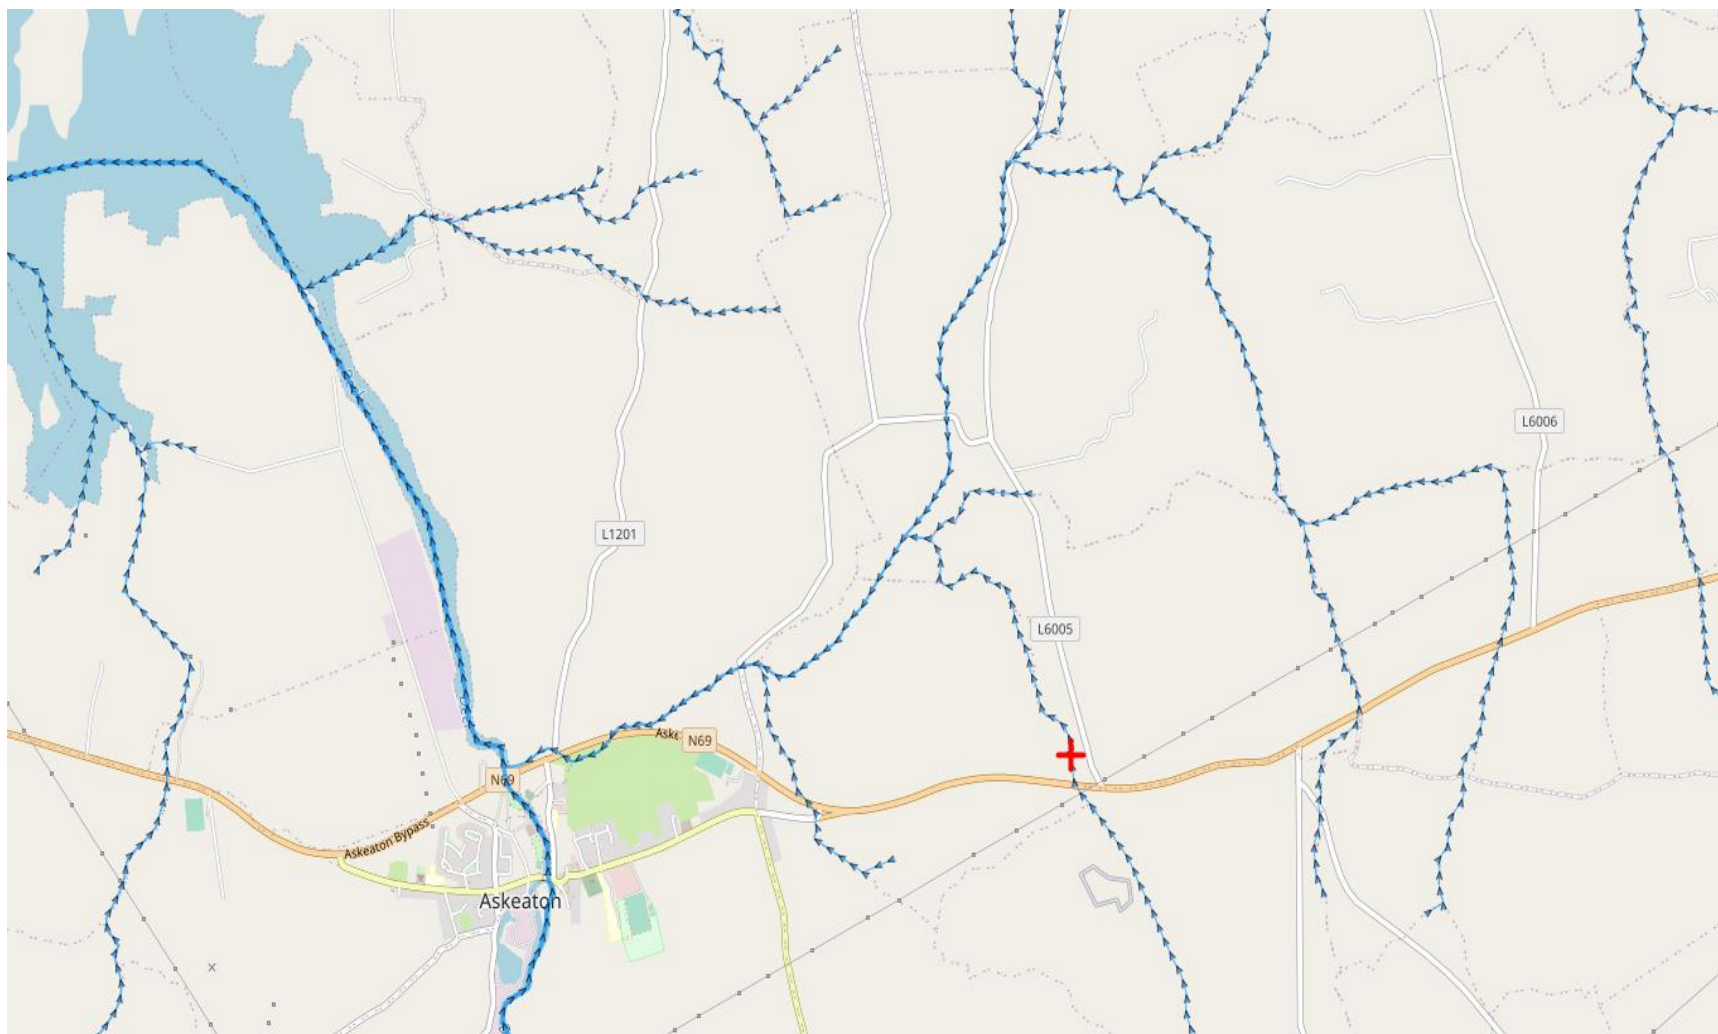 L6006
L1201
L6005
Aske
N69
N69
Askeaton Bypass
Askeaton